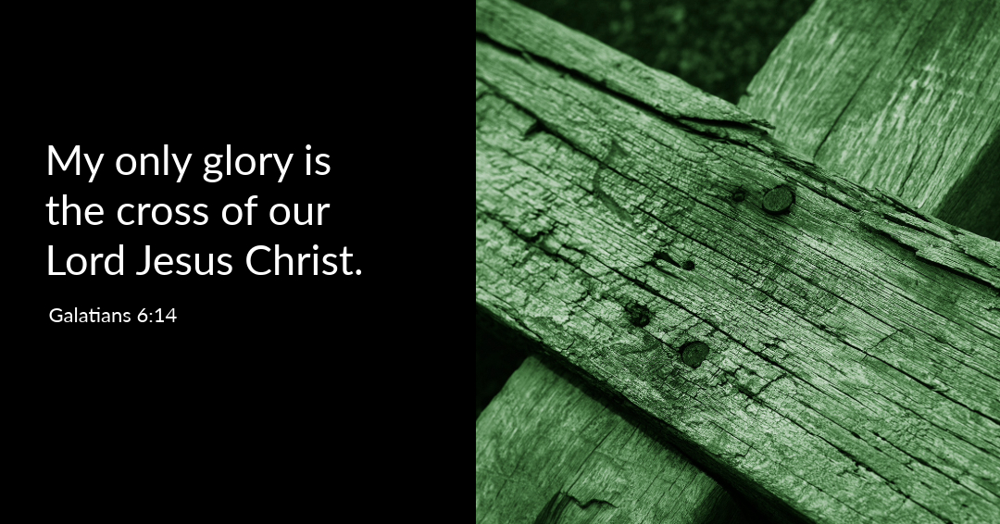 My only glory is
the cross of our
Lord Jesus Christ.
Galatians 6:14